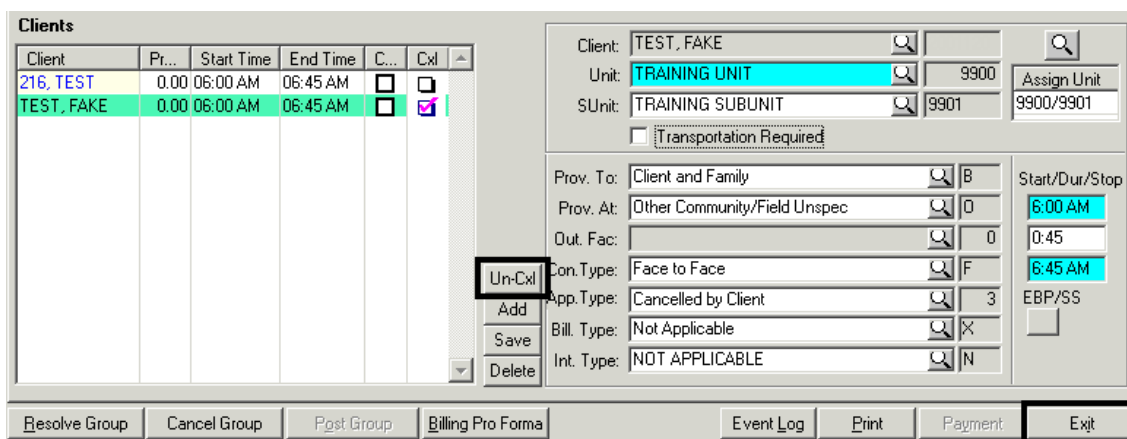 Clients
Client Pr... Start Time End Time C... Cxl
216, TEST 0.00 06:00 AM 06:45 AM
TEST, FAKE 0.00 06:00 AM 06:45 AM
Un-Cxl
Add
Save
Delete
Client: TEST, FAKE
Unit: TRAINING UNIT 9900
SUnit: TRAINING SUBUNIT 9901
Transportation Required
Assign Unit
9900/9901
Prov. To: Client and Family B
Prov. At: Other Community/Field Unspec O
Out. Fac: 0
Con.Type: Face to Face F
App.Type: Cancelled by Client 3
Bill. Type: Not Applicable X
Int. Type: NOT APPLICABLE N
Start/Dur/Stop
6:00 AM
0:45
6:45 AM
EBP/SS
Resolve Group Cancel Group Post Group Billing Pro Forma Event Log Print Payment Exit